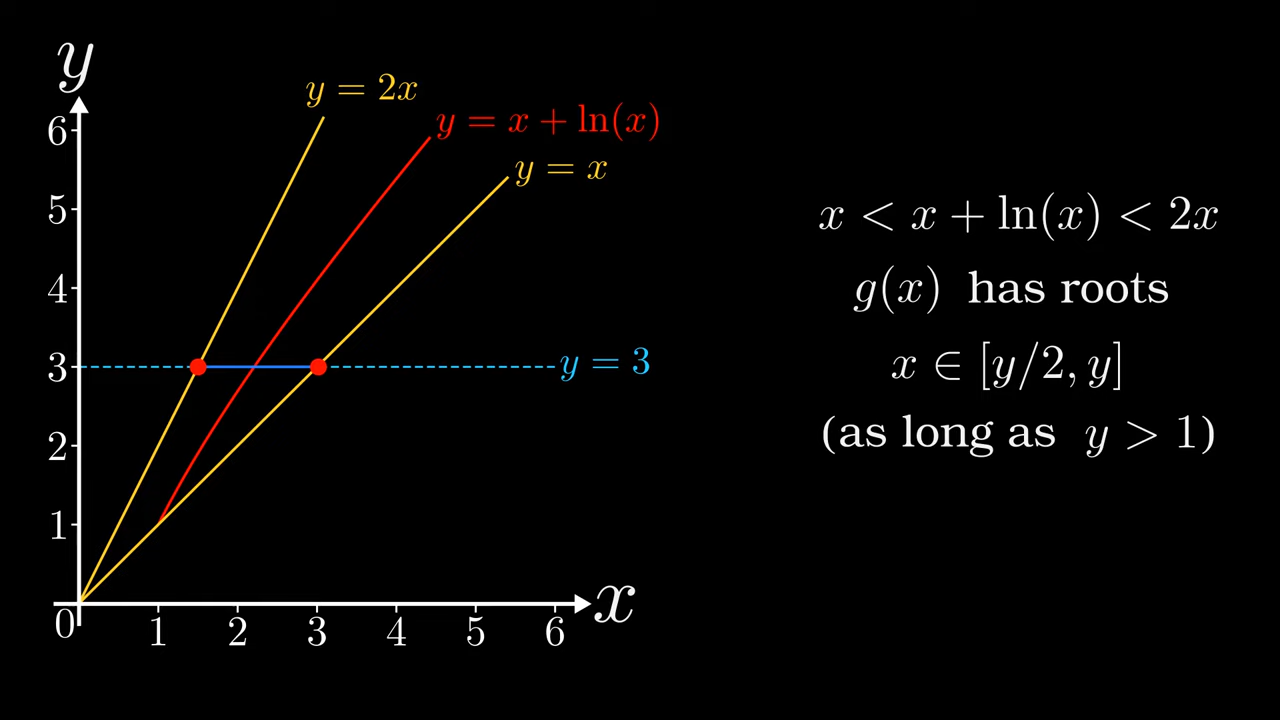 y
y = 2x
y = x + ln(x)
y = x
6
5
4
3
2
1
0
y = 3
1 2 3 4 5 6
x
x < x + ln(x) < 2x
g(x) has roots
x ∈ [y/2, y]
(as long as y > 1)